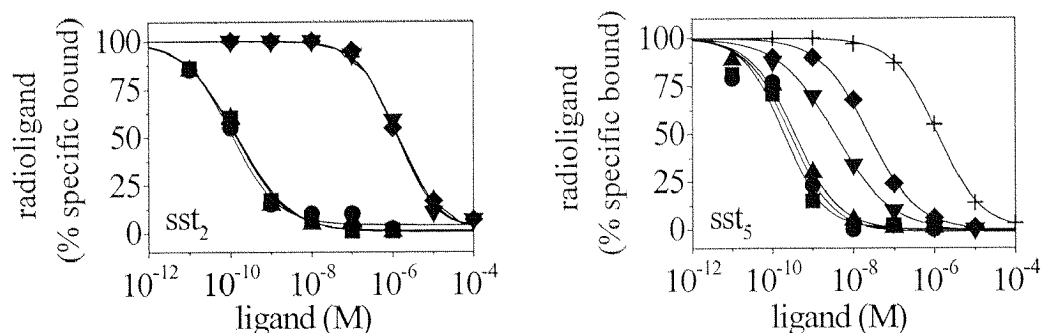 radioligand
(% specific bound)
100
75
50
25
0
sst₂
10⁻¹² 10⁻¹⁰ 10⁻⁸ 10⁻⁶ 10⁻⁴
ligand (M)
radioligand
(% specific bound)
100
75
50
25
0
sst₅
10⁻¹² 10⁻¹⁰ 10⁻⁸ 10⁻⁶ 10⁻⁴
ligand (M)